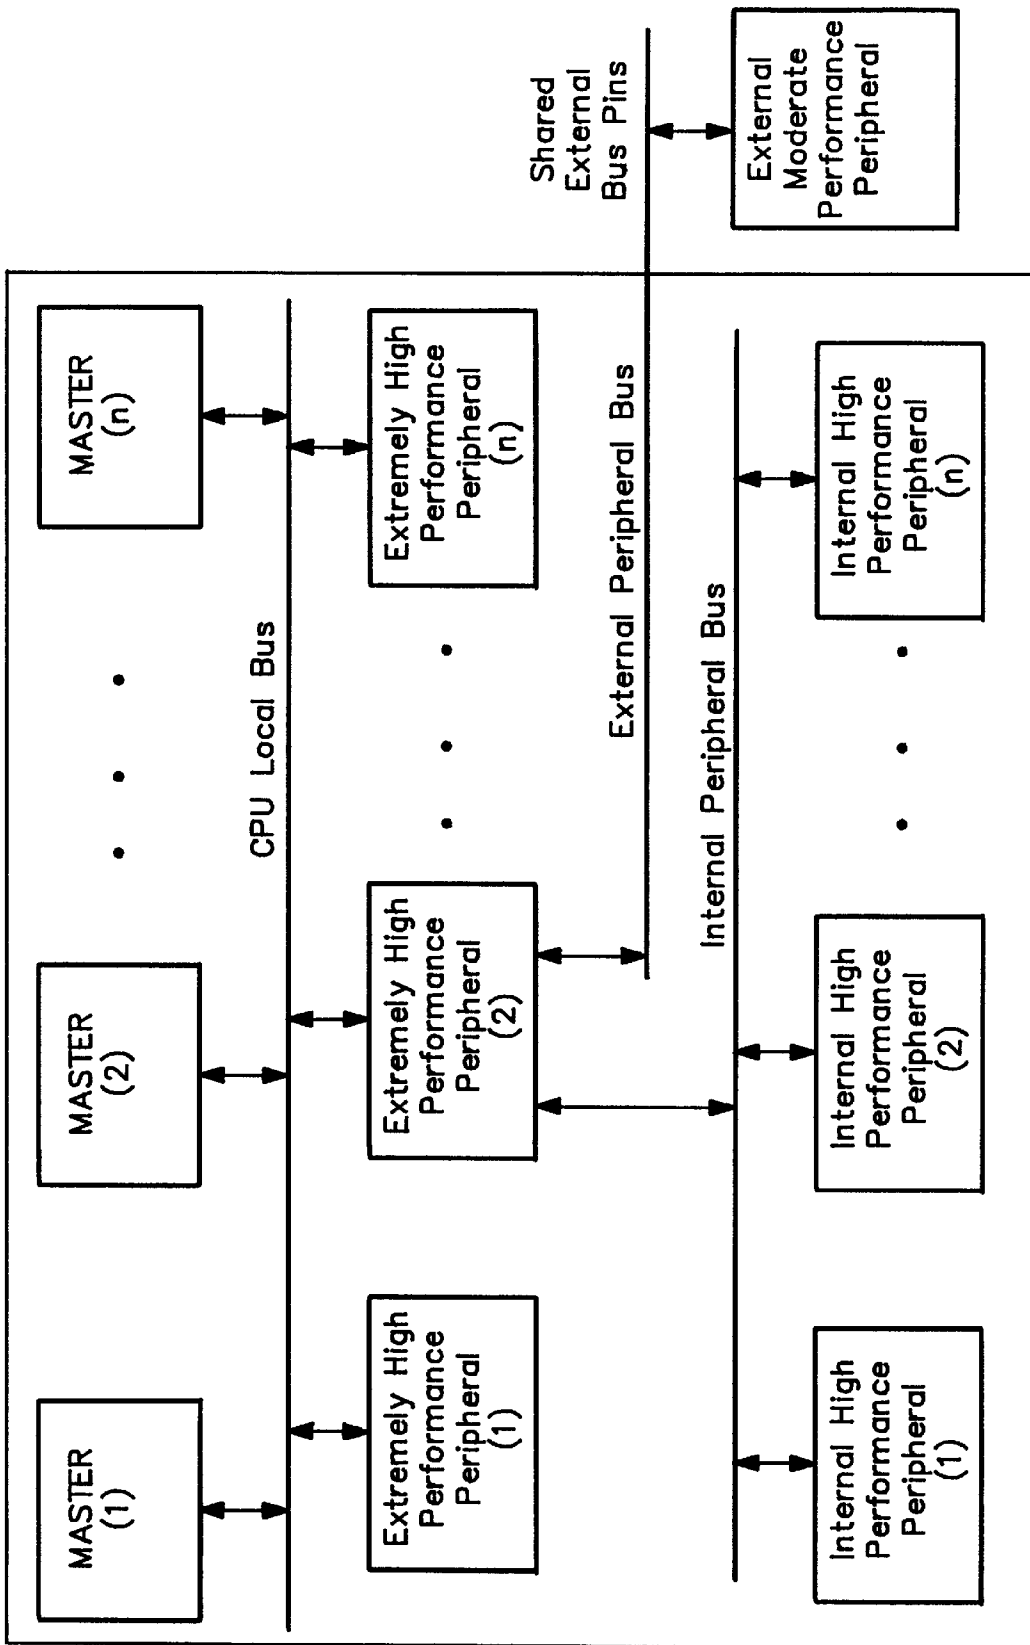 MASTER
(1)
MASTER
(2)
MASTER
(n)
CPU Local Bus
Extremely High
Performance
Peripheral
(1)
Extremely High
Performance
Peripheral
(2)
Extremely High
Performance
Peripheral
(n)
Shared
External
Bus Pins
External Peripheral Bus
Internal Peripheral Bus
External
Moderate
Performance
Peripheral
Internal High
Performance
Peripheral
(1)
Internal High
Performance
Peripheral
(2)
Internal High
Performance
Peripheral
(n)